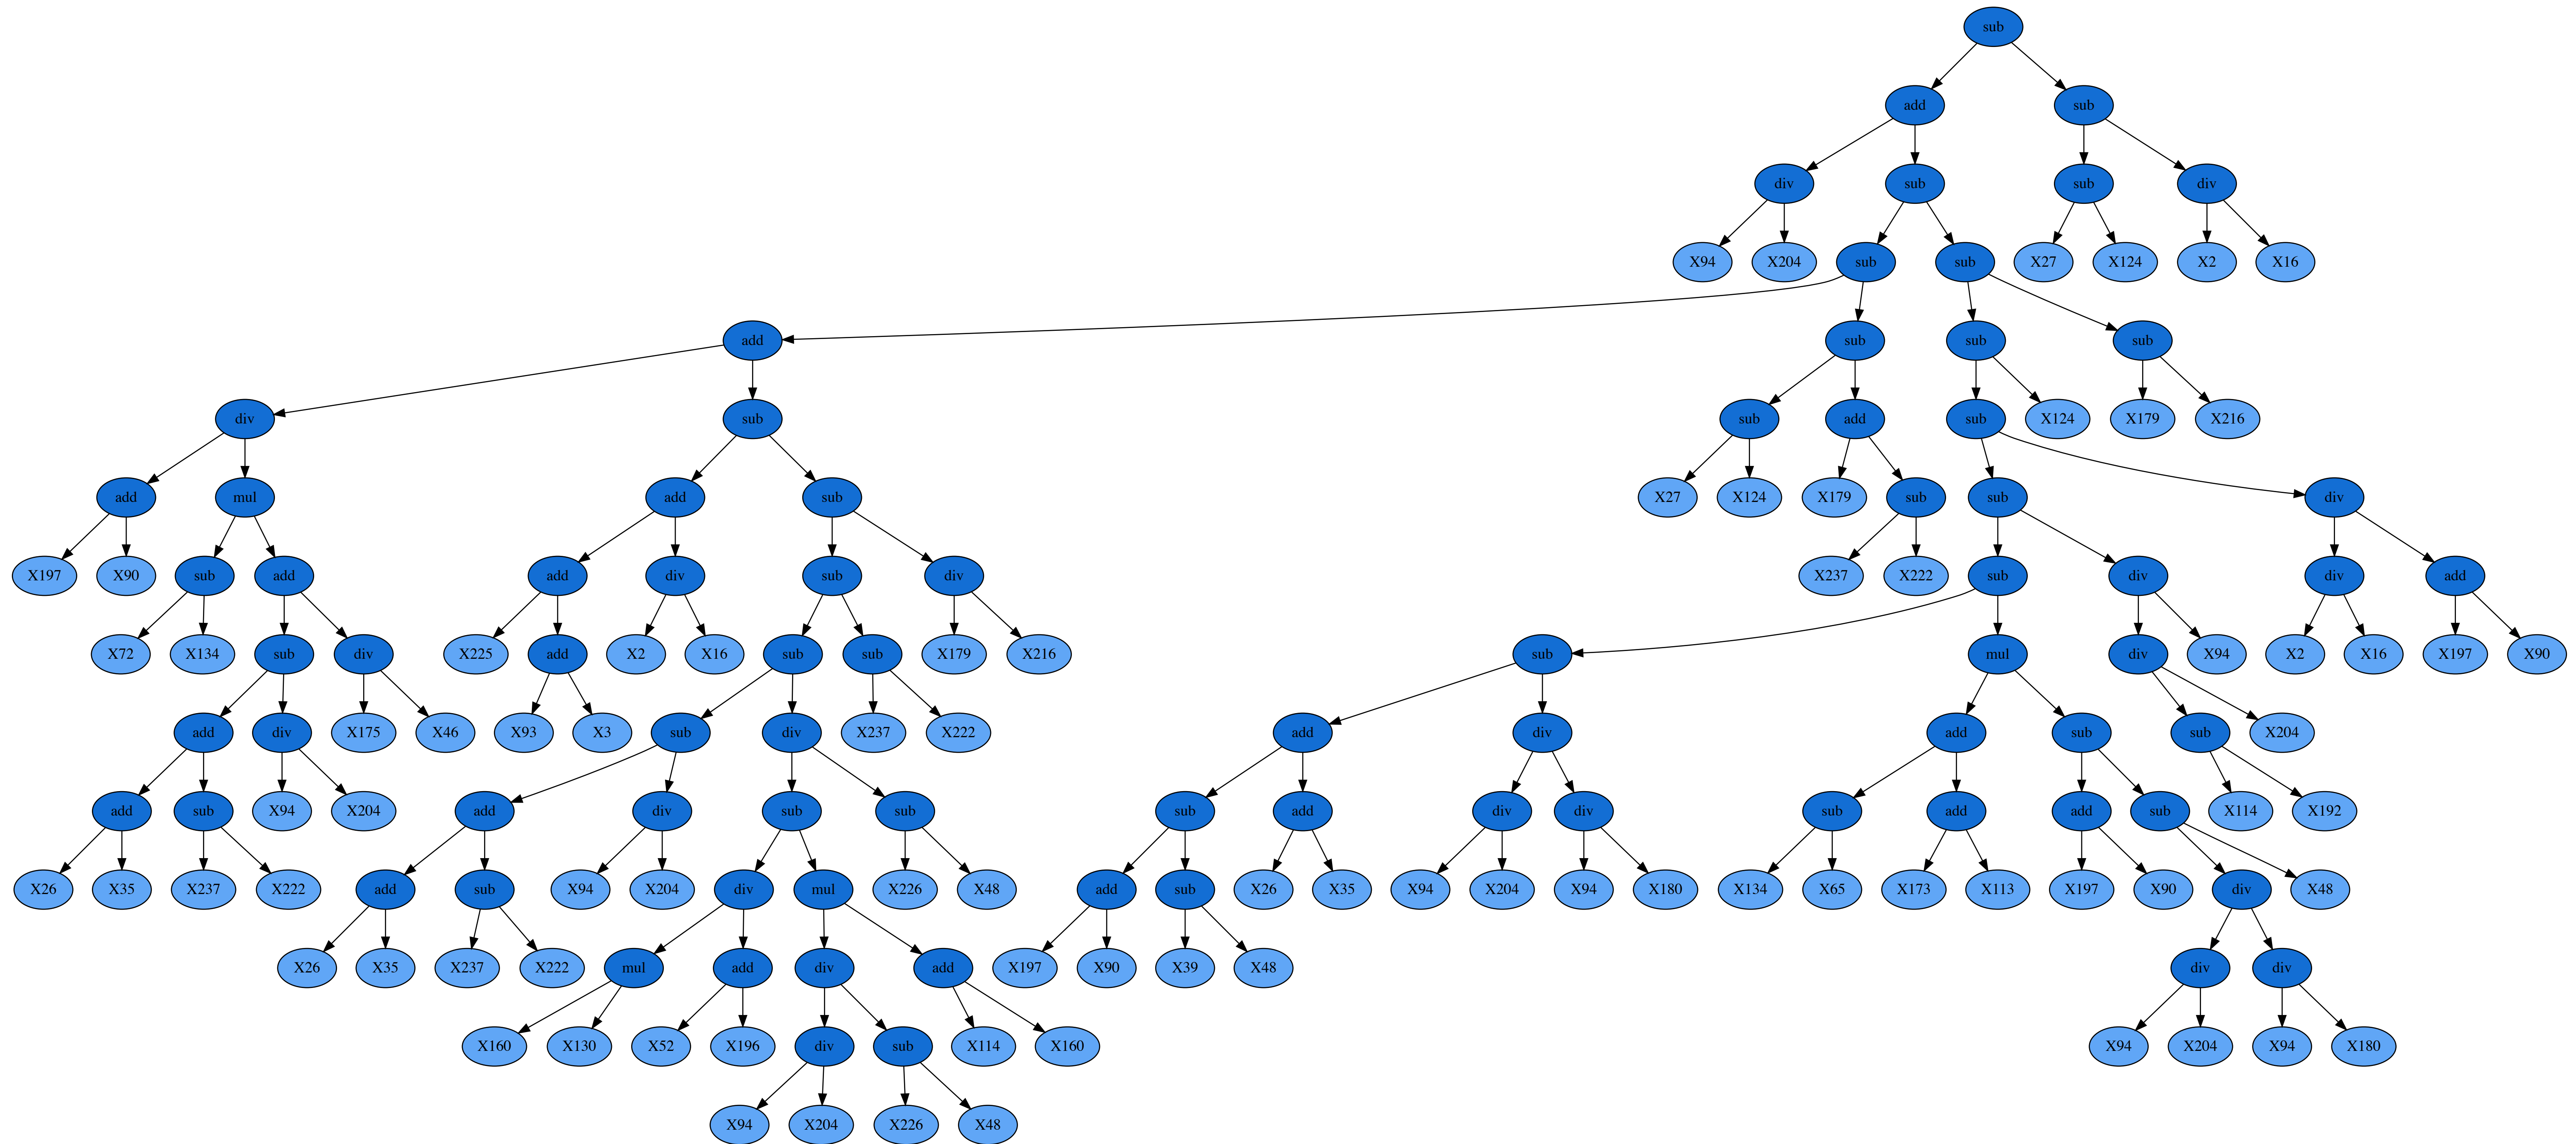 sub
add sub
div sub sub div
X94 X204 sub sub X27 X124 X2 X16
add sub sub sub
div sub sub add sub X124 X179 X216
add mul add sub X27 X124 X179 sub sub div
X197 X90 sub add add div sub div X237 X222 sub div div add
X72 X134 sub div X225 add X2 X16 sub sub X179 X216 sub mul div X94 X2 X16 X197 X90
add div X175 X46 X93 X3 sub div X237 X222 add div add sub sub X204
add sub X94 X204 add div sub sub sub add div div sub add add sub X114 X192
X26 X35 X237 X222 add sub X94 X204 div mul X226 X48 add sub X26 X35 X94 X204 X94 X180 X134 X65 X173 X113 X197 X90 div X48
X26 X35 X237 X222 mul add div add X197 X90 X39 X48 div div
X160 X130 X52 X196 div sub X114 X160 X94 X204 X94 X180
X94 X204 X226 X48